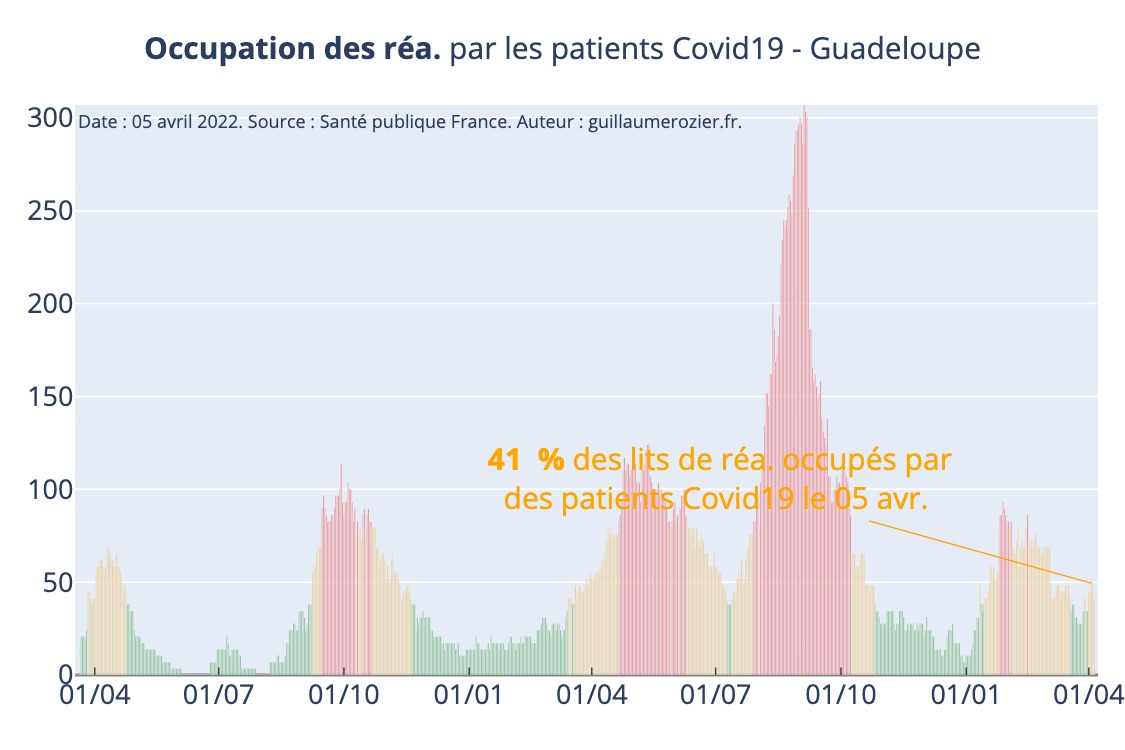 Occupation des réa. par les patients Covid19 - Guadeloupe
300
Date : 05 avril 2022. Source : Santé publique France. Auteur : guillaumerozier.fr.
250
200
150
41 % des lits de réa. occupés par
100
des patients Covid19 le 05 avr.
50
0
01/04 01/07 01/10 01/01 01/04 01/07 01/10 01/01 01/04